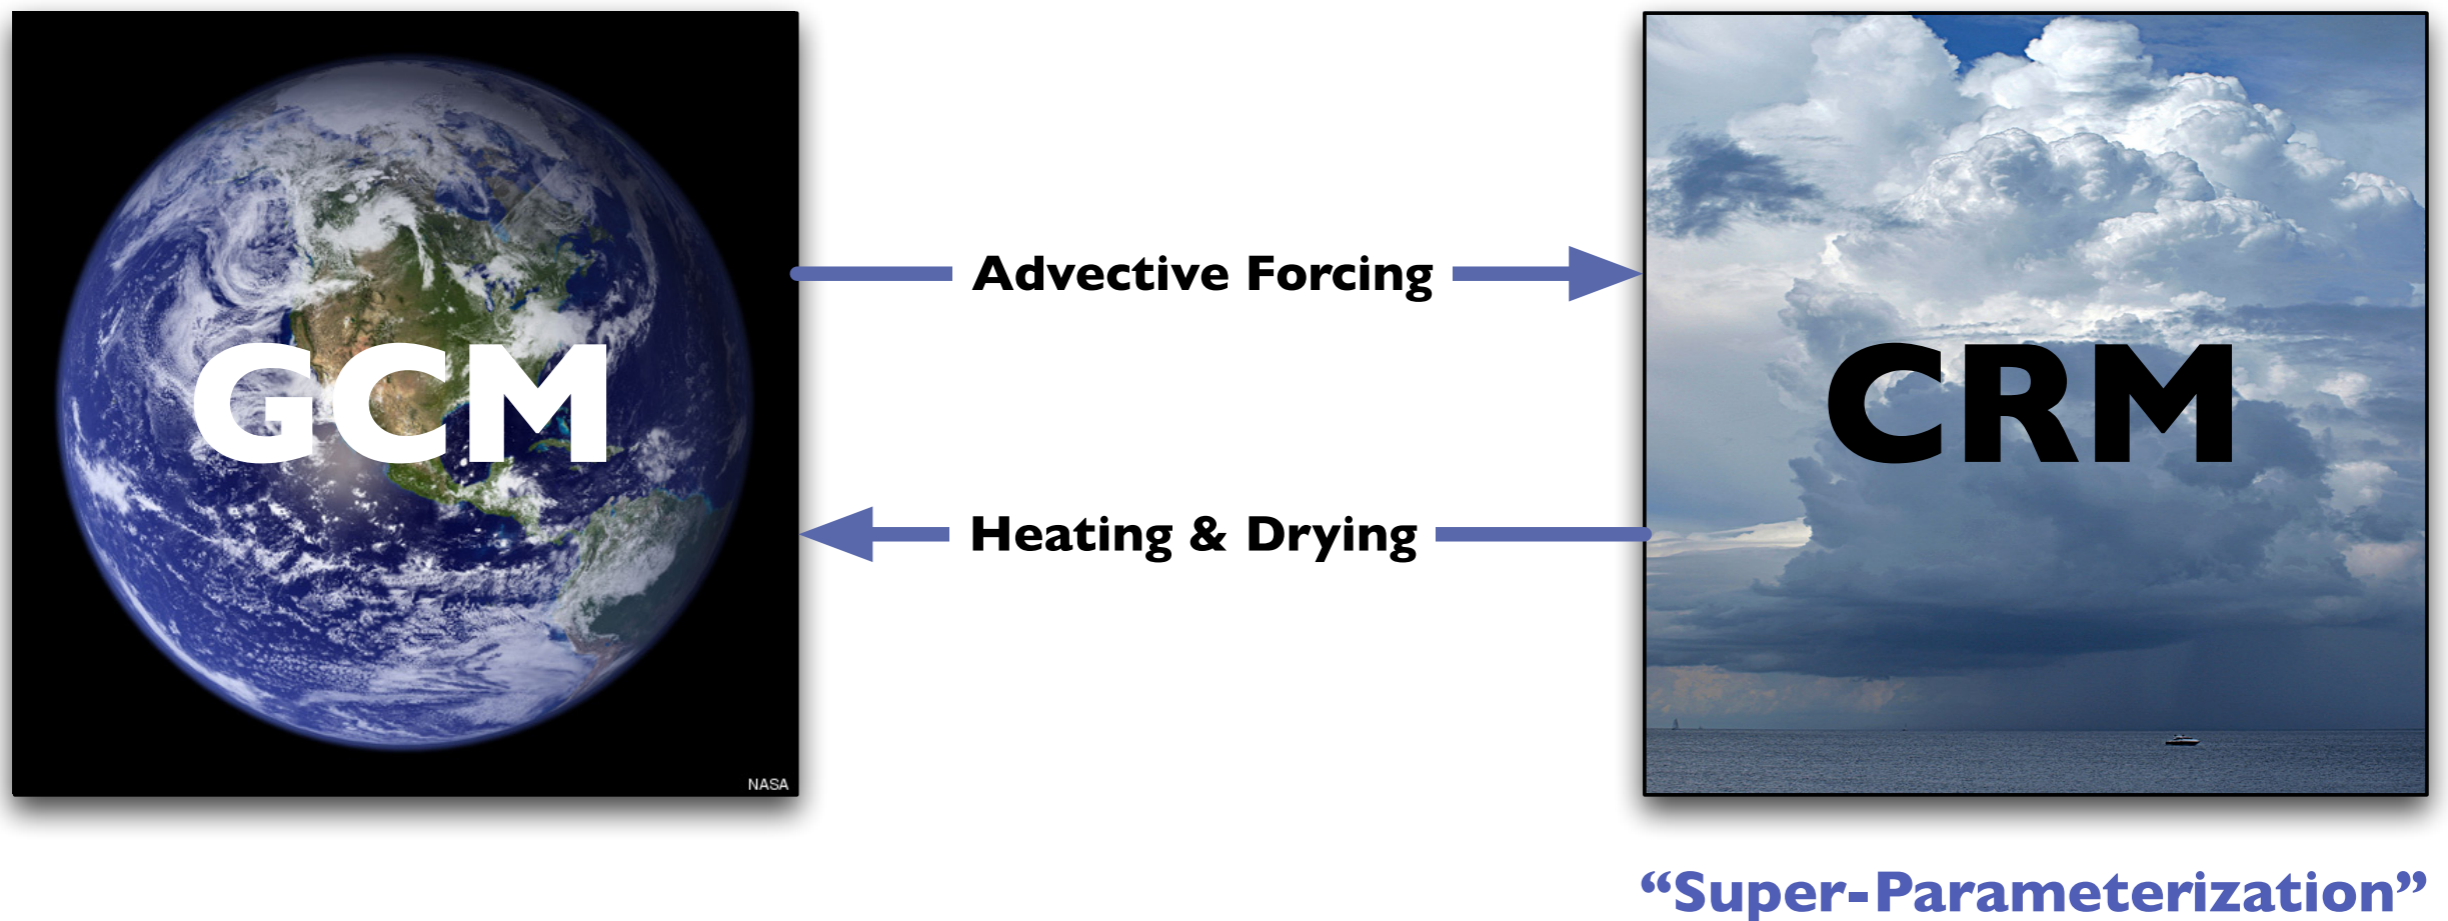 GCM
Advective Forcing
CRM
Heating & Drying
NASA
“Super-Parameterization”